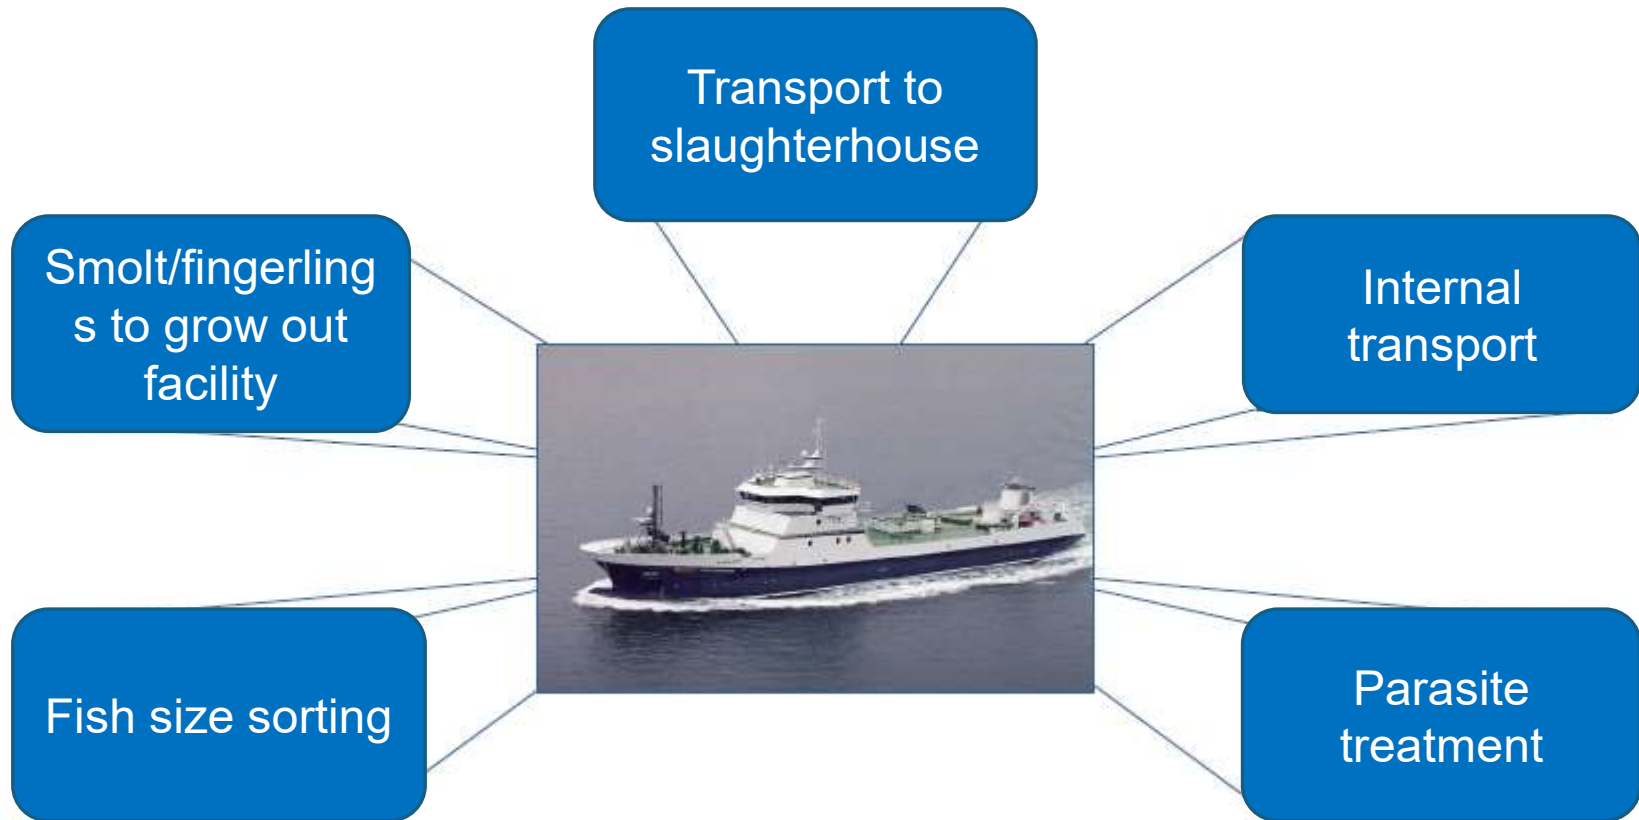 Transport to
slaughterhouse
Smolt/fingerling
s to grow out
facility
Internal
transport
Fish size sorting
Parasite
treatment